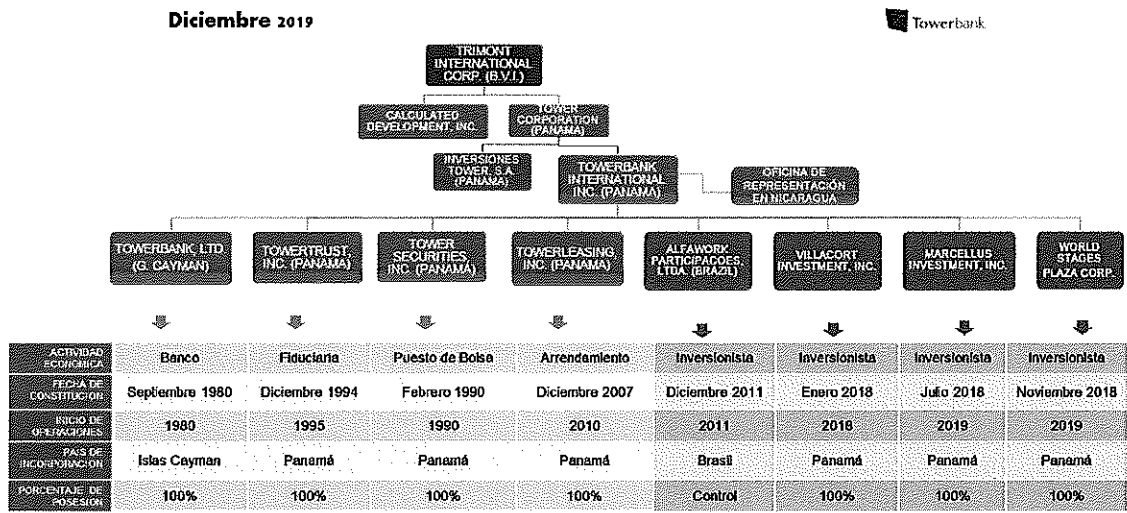 Diciembre 2019
Towerbank
TRIMONT
INTERNATIONAL
CORP. (B.V.I.)
CALCULATED
DEVELOPMENT, INC.
TOWER
CORPORATION
(PANAMA)
INVERSIONES
TOWER, S.A.
(PANAMA)
TOWERBANK
INTERNATIONAL
INC. (PANAMA)
OFICINA DE
REPRESENTACIÓN
EN NICARAGUA
TOWERBANK, LTD.
(G. CAYMAN)
TOWERTRUST,
INC. (PANAMA)
TOWER
SECURITIES,
INC. (PANAMÁ)
TOWERLEASING,
INC. (PANAMA)
ALFAWORK
PARTICIPACOES,
LTDA. (BRAZIL)
VILLACORT
INVESTMENT, INC.
MARCELLUS
INVESTMENT, INC.
WORLD
STAGES
PLAZA CORP.
ACTIVIDAD ECONÓMICA Banco Fiduciaria Puesto de Bolsa Arrendamiento Inversionista Inversionista Inversionista Inversionista
FECHA DE CONSTITUCIÓN Septiembre 1980 Diciembre 1994 Febrero 1990 Diciembre 2007 Diciembre 2011 Enero 2018 Julio 2018 Noviembre 2018
INICIO DE OPERACIONES 1980 1995 1990 2010 2011 2018 2019 2019
PAÍS DE INCORPORACIÓN Islas Cayman Panamá Panamá Panamá Brasil Panamá Panamá Panamá
PORCENTAJE DE POSESIÓN 100% 100% 100% 100% Control 100% 100% 100%